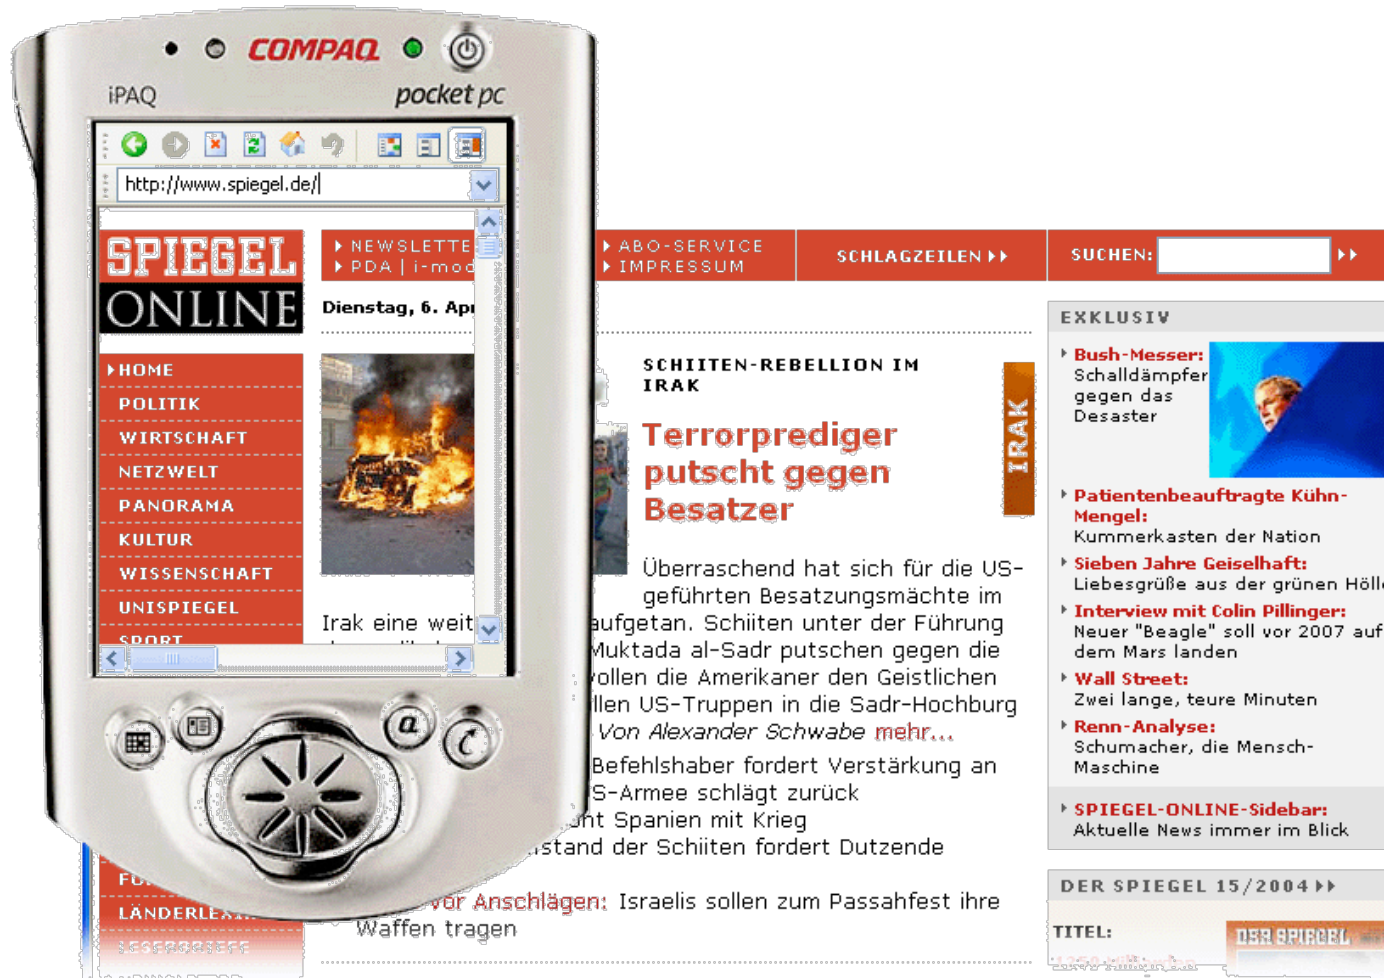 COMPAQ
iPAQ
pocket pc
http://www.spiegel.de/
SPIEGEL
ONLINE
NEWSLETTE
PDA | i-mod
ABO-SERVICE
IMPRESSUM
SCHLAGZEILEN
SUCHEN:
Dienstag, 6. Apr
HOME
POLITIK
WIRTSCHAFT
NETZWELT
PANORAMA
KULTUR
WISSENSCHAFT
UNISPIEGEL
SPORT
LÄNDERLEXI
LESERBRIEFE
SCHIITEN-REBELLION IM
IRAK
IRAK
Terrorprediger
putscht gegen
Besatzer
Überraschend hat sich für die US-
geführten Besatzungsmächte im
Irak eine weit aufgetan. Schiiten unter der Führung
Muktada al-Sadr putschen gegen die
wollen die Amerikaner den Geistlichen
llen US-Truppen in die Sadr-Hochburg
Von Alexander Schwabe mehr...
Befehlshaber fordert Verstärkung an
S-Armee schlägt zurück
ht Spanien mit Krieg
stand der Schiiten fordert Dutzende
vor Anschlägen: Israelis sollen zum Passahfest ihre
Waffen tragen
EXKLUSIV
Bush-Messer:
Schalldämpfer
gegen das
Desaster
Patientenbeauftragte Kühn-
Mengel:
Kummerkasten der Nation
Sieben Jahre Geiselhaft:
Liebesgrüße aus der grünen Hölle
Interview mit Colin Pillinger:
Neuer "Beagle" soll vor 2007 auf
dem Mars landen
Wall Street:
Zwei lange, teure Minuten
Renn-Analyse:
Schumacher, die Mensch-
Maschine
SPIEGEL-ONLINE-Sidebar:
Aktuelle News immer im Blick
DER SPIEGEL 15/2004
TITEL:
DER SPIEGEL